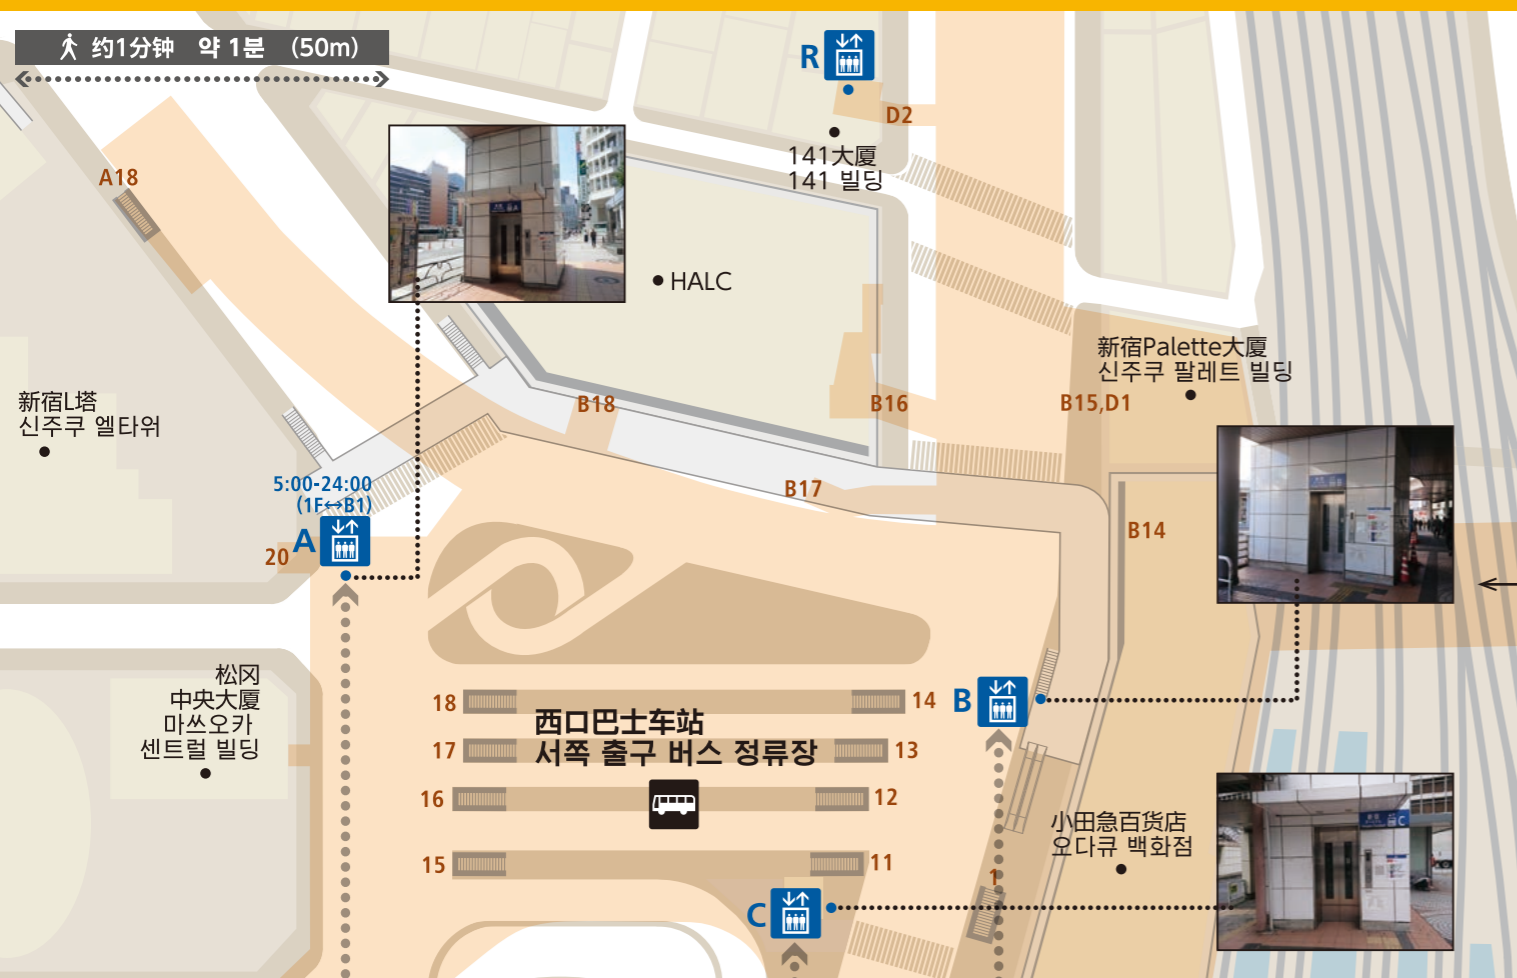 约1分钟 약 1분 (50m)
R
D2
141大厦
141 빌딩
A18
HALC
新宿Palette大厦
신주쿠 팔레트 빌딩
新宿L塔
신주쿠 엘타워
B18
B16
B15,D1
5:00-24:00
(1F↔B1)
A
20
B17
B14
松冈
中央大厦
마쓰오카
센트럴 빌딩
18
14
B
西口巴士车站
서쪽 출구 버스 정류장
17
13
16
12
小田急百货店
오다큐 백화점
15
11
1
C
C